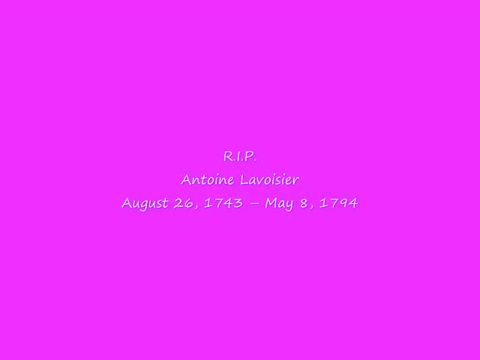 R.I.P.
Antoine Lavoisier
August 26, 1743 – May 8, 1794